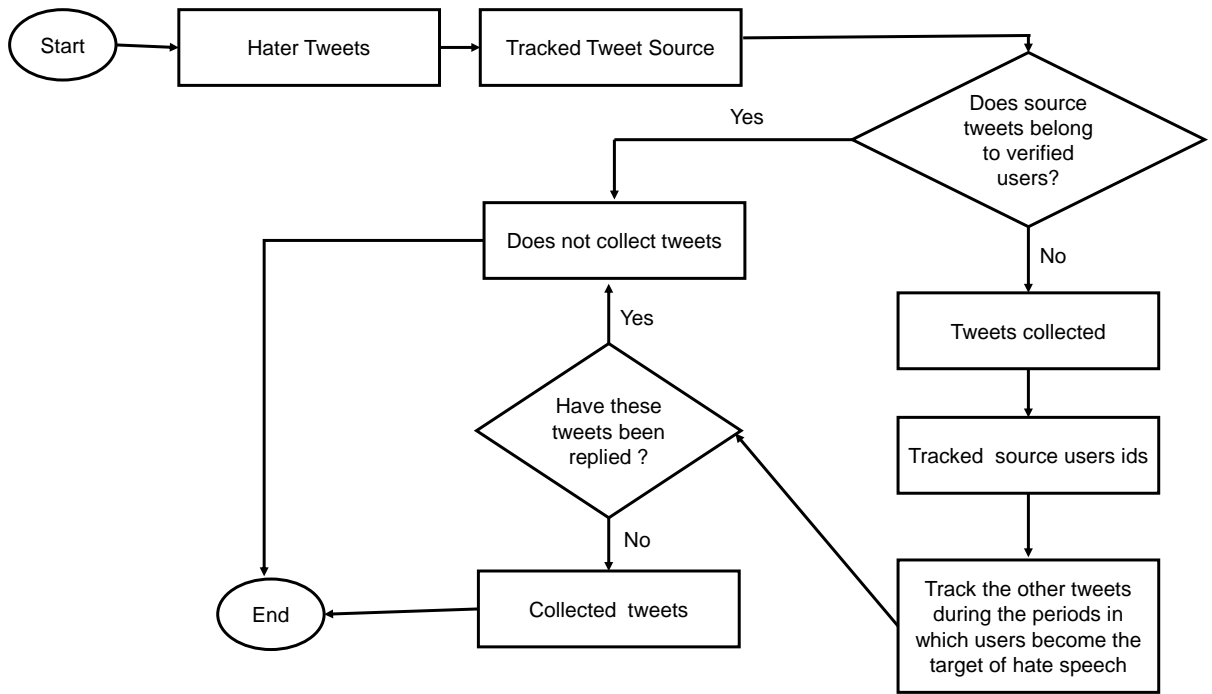 Start
Hater Tweets
Tracked Tweet Source
Does source
tweets belong
to verified
users?
Yes
No
Does not collect tweets
Tweets collected
Yes
Have these
tweets been
replied ?
Tracked  source users ids
No
Track the other tweets
during the periods in
which users become the
target of hate speech
Collected  tweets
End